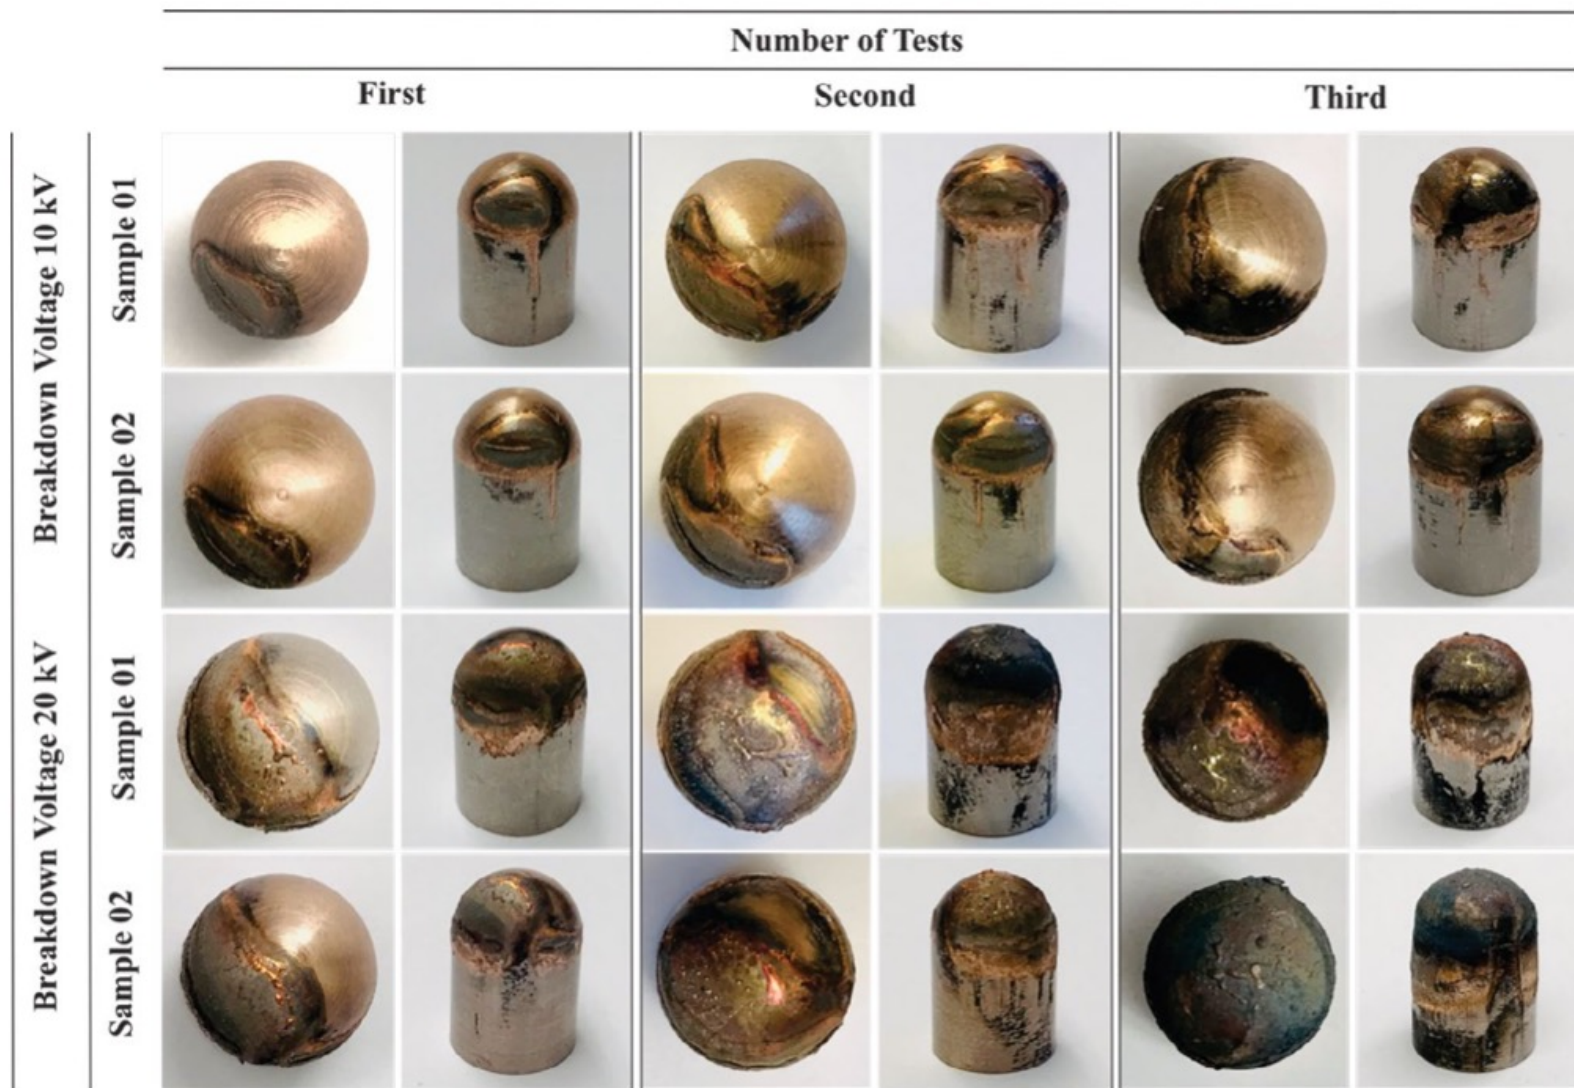 Number of Tests
First
Second
Third
Breakdown Voltage 10 kV
Sample 01
Sample 02
Breakdown Voltage 20 kV
Sample 01
Sample 02